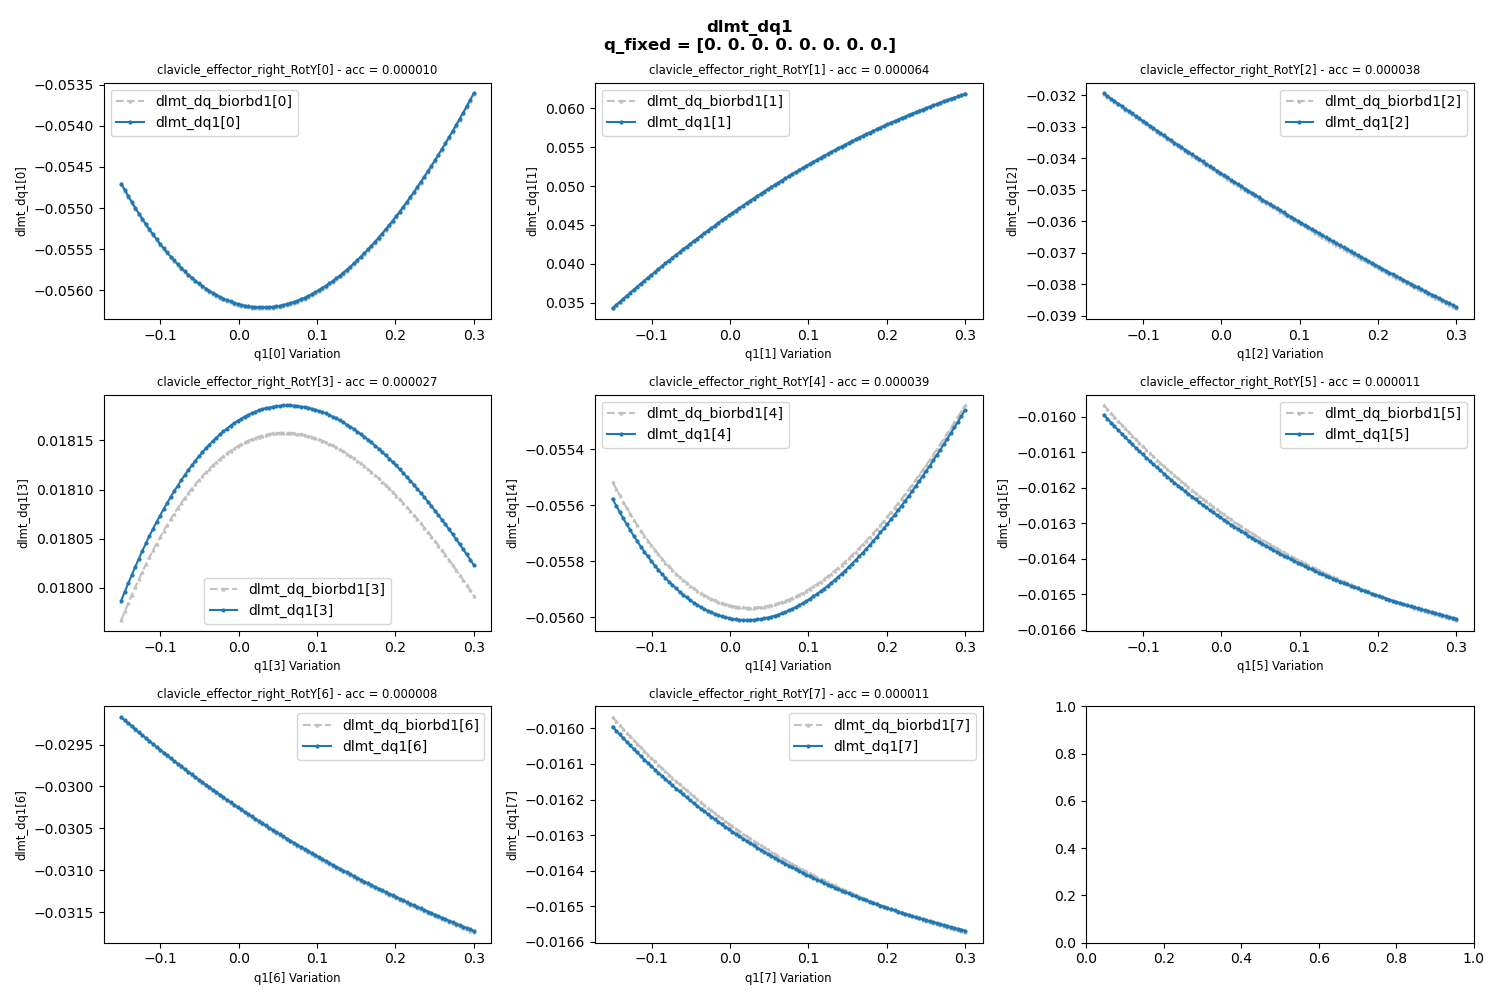 dlmt_dq1
q_fixed = [0. 0. 0. 0. 0. 0. 0. 0.]
clavicle_effector_right_RotY[0] - acc = 0.000010
−0.0535
−0.0540
−0.0545
−0.0550
−0.0555
−0.0560
dlmt_dq1[0]
dlmt_dq_biorbd1[0]
dlmt_dq1[0]
−0.1 0.0 0.1 0.2 0.3
q1[0] Variation
clavicle_effector_right_RotY[1] - acc = 0.000064
0.060
0.055
0.050
0.045
0.040
0.035
dlmt_dq1[1]
dlmt_dq_biorbd1[1]
dlmt_dq1[1]
−0.1 0.0 0.1 0.2 0.3
q1[1] Variation
clavicle_effector_right_RotY[2] - acc = 0.000038
−0.032
−0.033
−0.034
−0.035
−0.036
−0.037
−0.038
−0.039
dlmt_dq1[2]
dlmt_dq_biorbd1[2]
dlmt_dq1[2]
−0.1 0.0 0.1 0.2 0.3
q1[2] Variation
clavicle_effector_right_RotY[3] - acc = 0.000027
0.01815
0.01810
0.01805
0.01800
dlmt_dq1[3]
dlmt_dq_biorbd1[3]
dlmt_dq1[3]
−0.1 0.0 0.1 0.2 0.3
q1[3] Variation
clavicle_effector_right_RotY[4] - acc = 0.000039
−0.0554
−0.0556
−0.0558
−0.0560
dlmt_dq1[4]
dlmt_dq_biorbd1[4]
dlmt_dq1[4]
−0.1 0.0 0.1 0.2 0.3
q1[4] Variation
clavicle_effector_right_RotY[5] - acc = 0.000011
−0.0160
−0.0161
−0.0162
−0.0163
−0.0164
−0.0165
−0.0166
dlmt_dq1[5]
dlmt_dq_biorbd1[5]
dlmt_dq1[5]
−0.1 0.0 0.1 0.2 0.3
q1[5] Variation
clavicle_effector_right_RotY[6] - acc = 0.000008
−0.0295
−0.0300
−0.0305
−0.0310
−0.0315
dlmt_dq1[6]
dlmt_dq_biorbd1[6]
dlmt_dq1[6]
−0.1 0.0 0.1 0.2 0.3
q1[6] Variation
clavicle_effector_right_RotY[7] - acc = 0.000011
−0.0160
−0.0161
−0.0162
−0.0163
−0.0164
−0.0165
−0.0166
dlmt_dq1[7]
dlmt_dq_biorbd1[7]
dlmt_dq1[7]
−0.1 0.0 0.1 0.2 0.3
q1[7] Variation
1.0
0.8
0.6
0.4
0.2
0.0
0.0 0.2 0.4 0.6 0.8 1.0